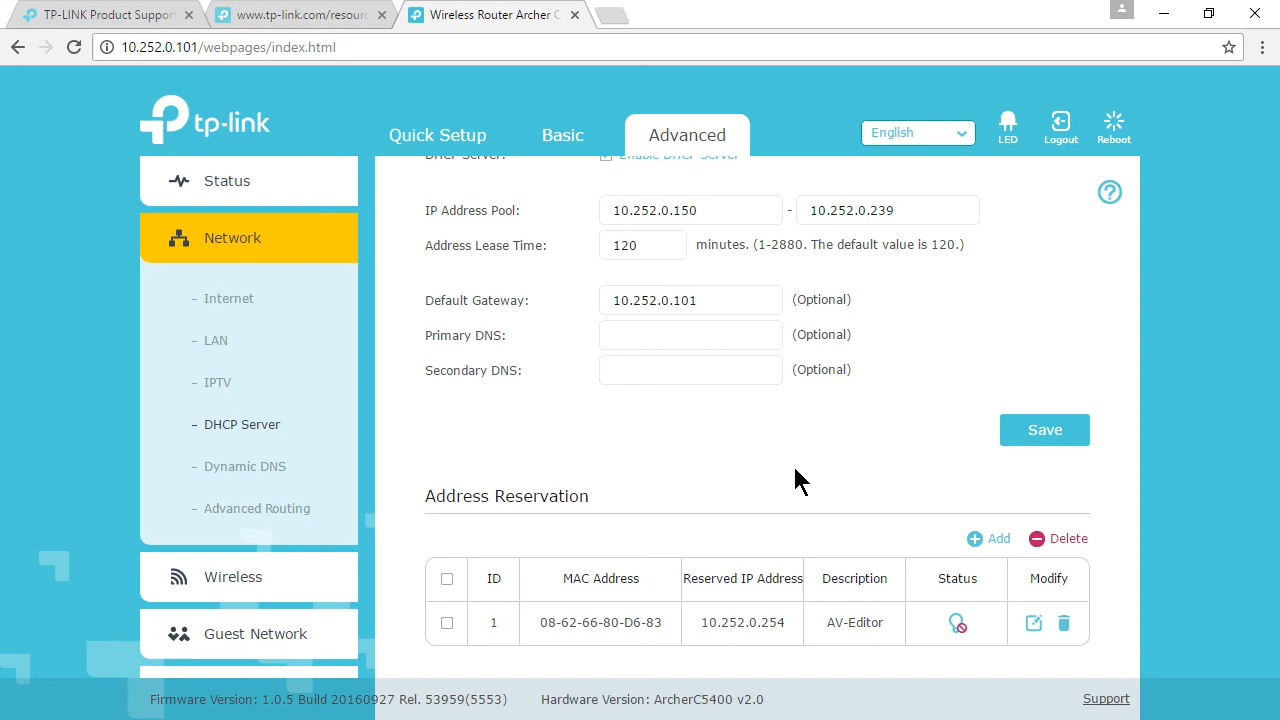 TP-LINK Product Suppor
www.tp-link.com/resour
Wireless Router Archer C
10.252.0.101/webpages/index.html
tp-link
Quick Setup
Basic
Advanced
English
LED
Logout
Reboot
Status
Network
- Internet
- LAN
- IPTV
- DHCP Server
- Dynamic DNS
- Advanced Routing
Wireless
Guest Network
DHCP Server:
Enable DHCP Server
IP Address Pool:
10.252.0.150 - 10.252.0.239
Address Lease Time:
120 minutes. (1-2880. The default value is 120.)
Default Gateway:
10.252.0.101 (Optional)
Primary DNS:
(Optional)
Secondary DNS:
(Optional)
Save
Address Reservation
Add
Delete
ID MAC Address Reserved IP Address Description Status Modify
1 08-62-66-80-D6-83 10.252.0.254 AV-Editor
Firmware Version: 1.0.5 Build 20160927 Rel. 53959(5553)
Hardware Version: ArcherC5400 v2.0
Support